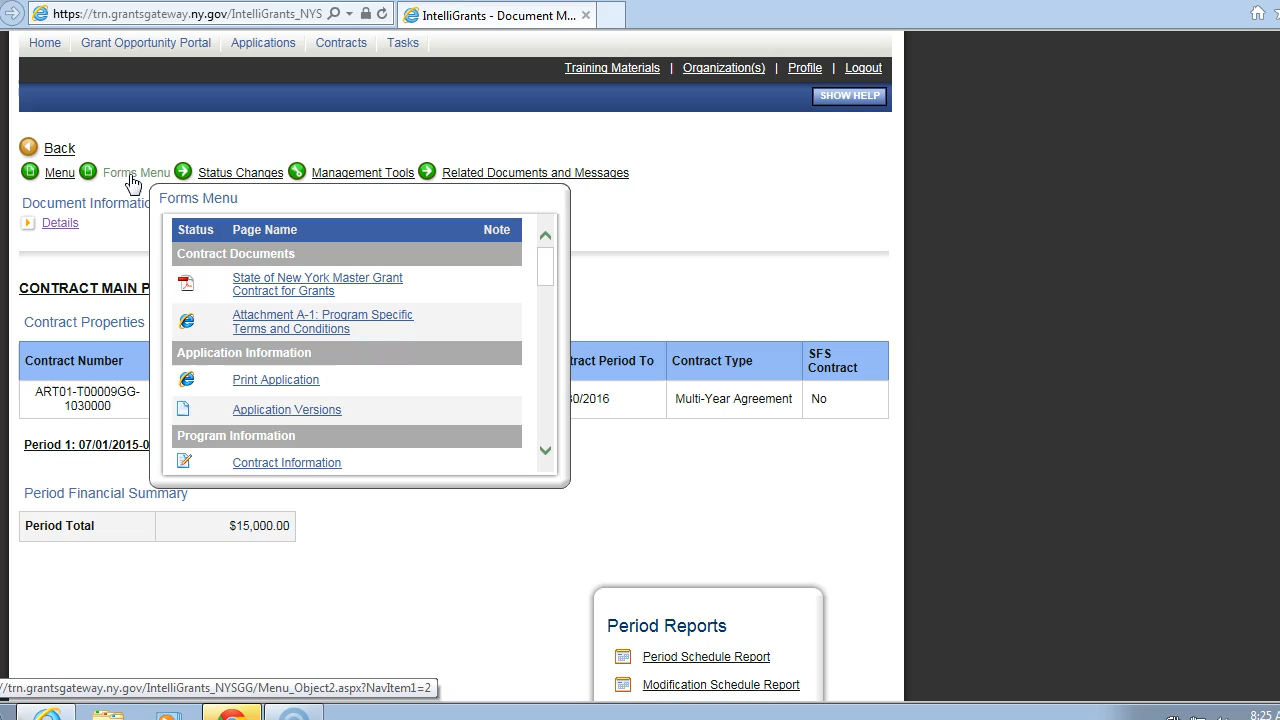 https://trn.grantsgateway.ny.gov/IntelliGrants_NYS
IntelliGrants - Document M...
Home
Grant Opportunity Portal
Applications
Contracts
Tasks
Training Materials | Organization(s) | Profile | Logout
SHOW HELP
Back
Menu
Forms Menu
Status Changes
Management Tools
Related Documents and Messages
Document Informatio
Details
Forms Menu
Status Page Name Note
Contract Documents
State of New York Master Grant
Contract for Grants
Attachment A-1: Program Specific
Terms and Conditions
Application Information
Print Application
Application Versions
Program Information
Contract Information
CONTRACT MAIN P
Contract Properties
Contract Number
tract Period To
Contract Type
SFS
Contract
ART01-T00009GG-
1030000
30/2016
Multi-Year Agreement
No
Period 1: 07/01/2015-0
Period Financial Summary
Period Total
$15,000.00
Period Reports
Period Schedule Report
Modification Schedule Report
//trn.grantsgateway.ny.gov/IntelliGrants_NYSGG/Menu_Object2.aspx?NavItem1=2
8:25